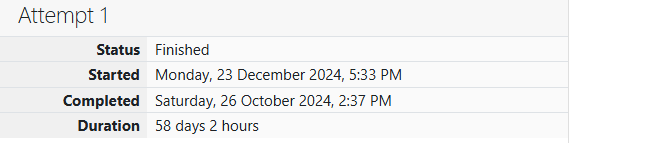 Attempt 1
Status Finished
Started Monday, 23 December 2024, 5:33 PM
Completed Saturday, 26 October 2024, 2:37 PM
Duration 58 days 2 hours